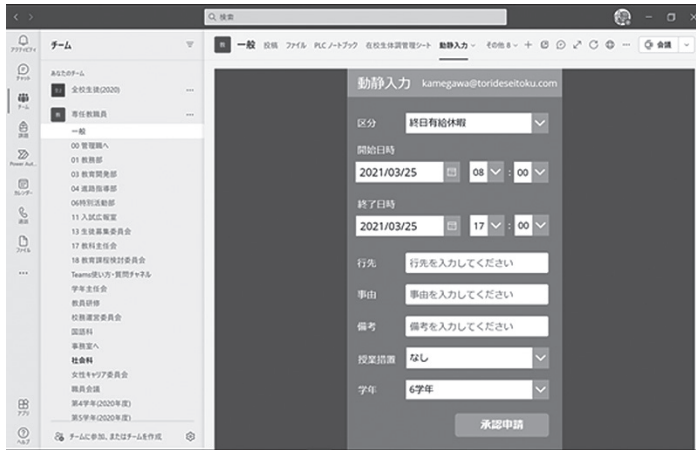 検索
アクティビティ
チャット
チーム
課題
Power Aut...
カレンダー
通話
ファイル
アプリ
ヘルプ
チーム
あなたのチーム
全校生徒(2020)
専任教職員
一般
00 管理職へ
01 教務部
03 教育開発部
04 進路指導部
06特別活動部
11 入試広報室
13 生徒募集委員会
17 教科主任会
18 教育課程検討委員会
Teams使い方・質問チャネル
学年主任会
教員研修
校務運営委員会
国語科
事務室へ
社会科
女性キャリア委員会
職員会議
第4学年(2020年度)
第5学年(2020年度)
チームに参加、またはチームを作成
一般 投稿 ファイル PLC ノートブック 在校生体調管理シート 動静入力 その他 8 会議
動静入力 kamegawa@torideseitoku.com
区分 終日有給休暇
開始日時
2021/03/25 08 : 00
終了日時
2021/03/25 17 : 00
行先 行先を入力してください
事由 事由を入力してください
備考 備考を入力してください
授業措置 なし
学年 6学年
承認申請